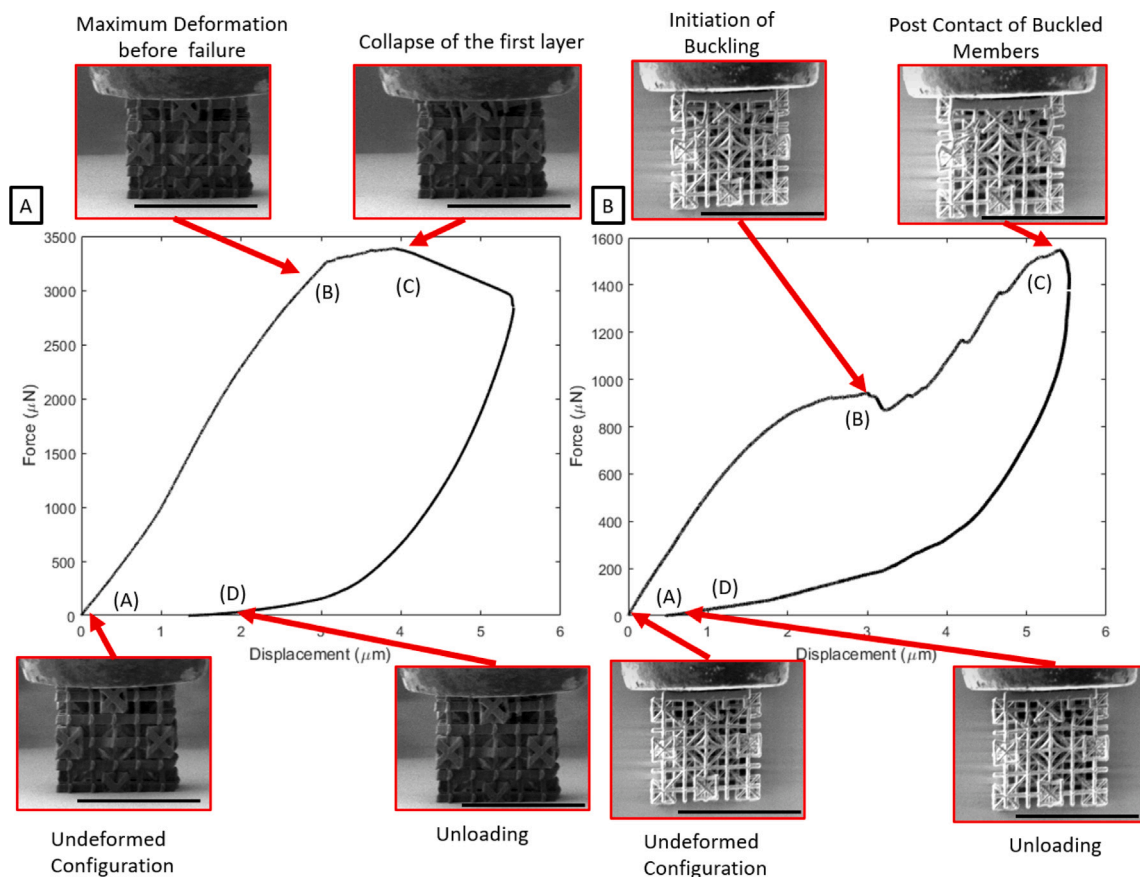 Maximum Deformation
before failure
Collapse of the first layer
Initiation of
Buckling
Post Contact of Buckled
Members
A
B
3500
3000
2500
2000
1500
1000
500
0
Force (μN)
(A)
(B)
(C)
(D)
0
1
2
3
4
5
6
Displacement (μm)
1600
1400
1200
1000
800
600
400
200
0
Force (μN)
(A)
(B)
(C)
(D)
0
1
2
3
4
5
6
Displacement (μm)
Undeformed
Configuration
Unloading
Undeformed
Configuration
Unloading